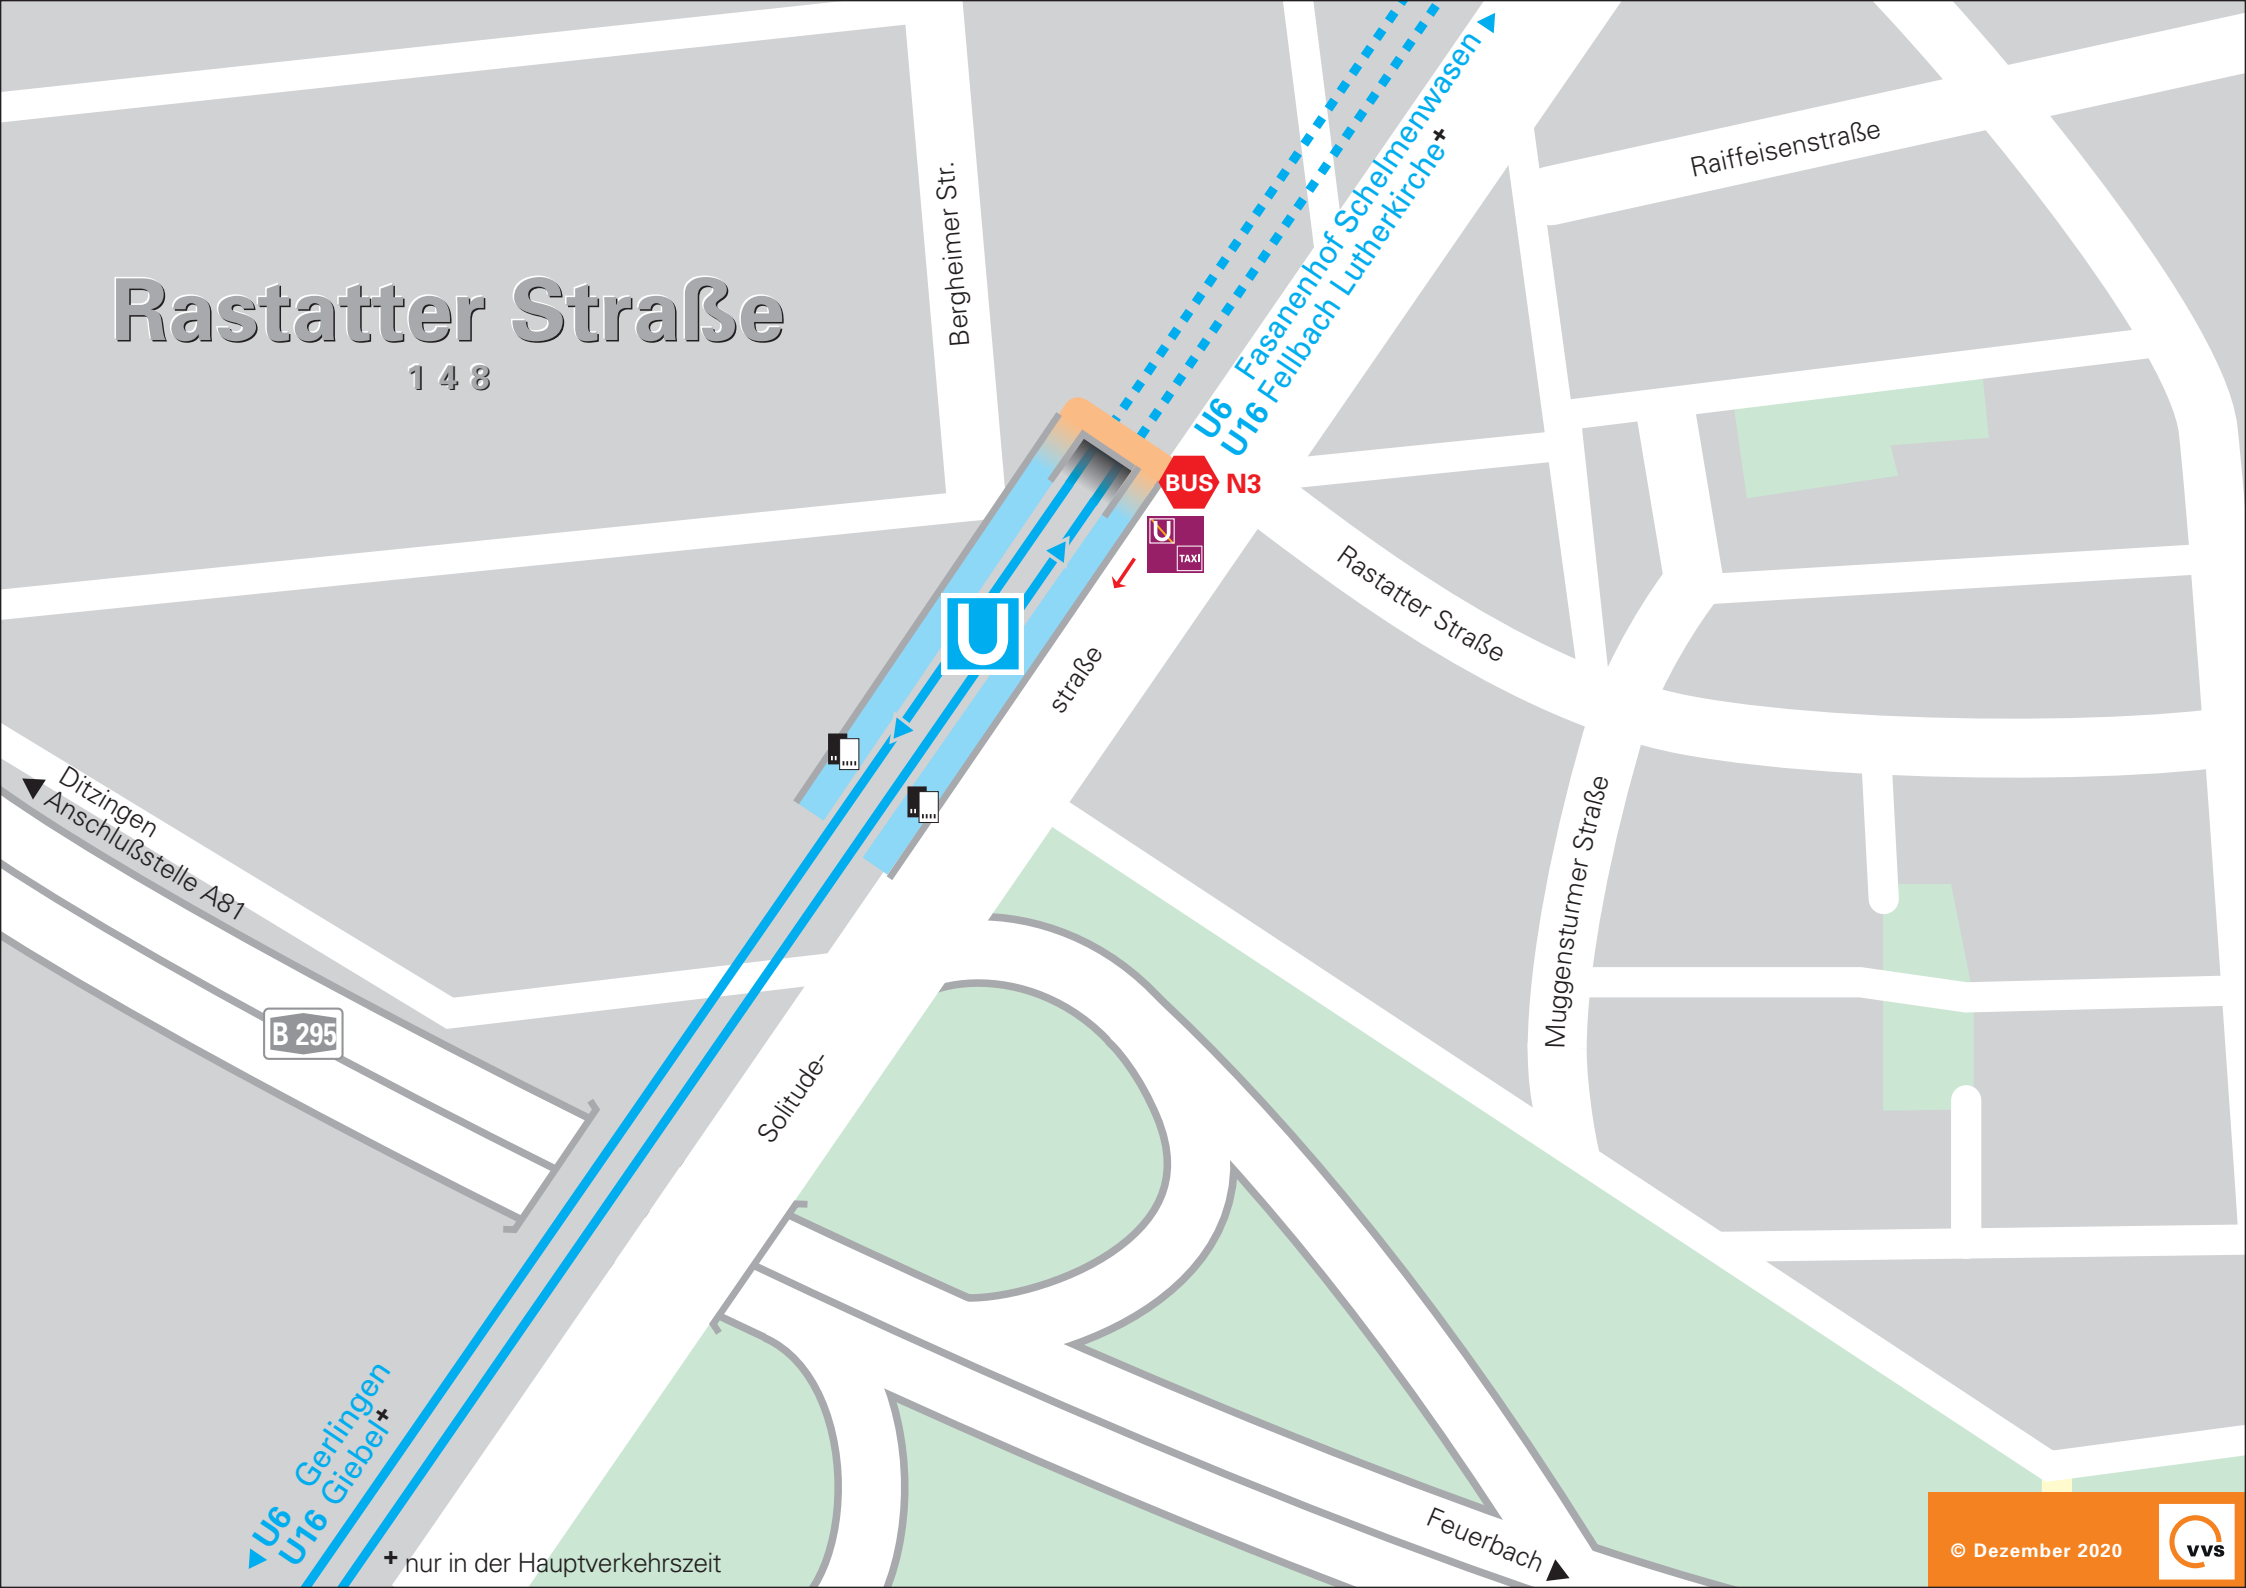 Rastatter Straße
148
Bergheimer Str.
U6 Fasanenhof Schelmenwasen
U16 Fellbach Lutherkirche+
Raiffeisenstraße
BUS N3
U
TAXI
Rastatter Straße
U
straße
Ditzingen
Anschlußstelle A81
B 295
Muggensturmer Straße
Solitude-
U6 Gerlingen
U16 Giebel+
+ nur in der Hauptverkehrszeit
Feuerbach
© Dezember 2020
vvs